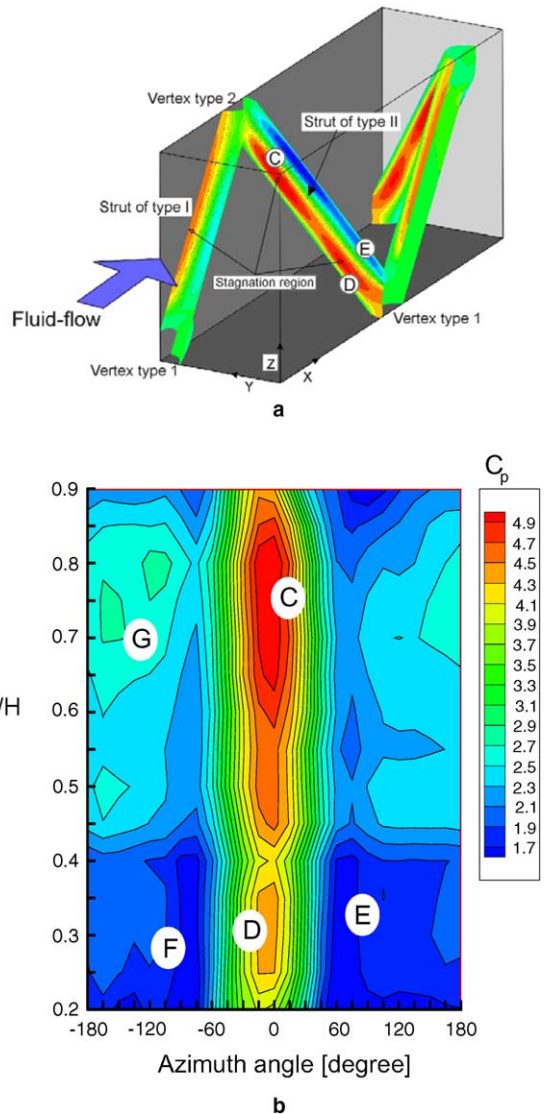 Vertex type 2
Strut of type II
C
Strut of type I
E
Stagnation region
D
Fluid-flow
Vertex type 1
Vertex type 1
Z
X
Y
a
C
p
0.9
0.8
0.7
0.6
0.5
0.4
0.3
0.2
/H
C
G
D
E
F
4.9
4.7
4.5
4.3
4.1
3.9
3.7
3.5
3.3
3.1
2.9
2.7
2.5
2.3
2.1
1.9
1.7
-180 -120 -60 0 60 120 180
Azimuth angle [degree]
b